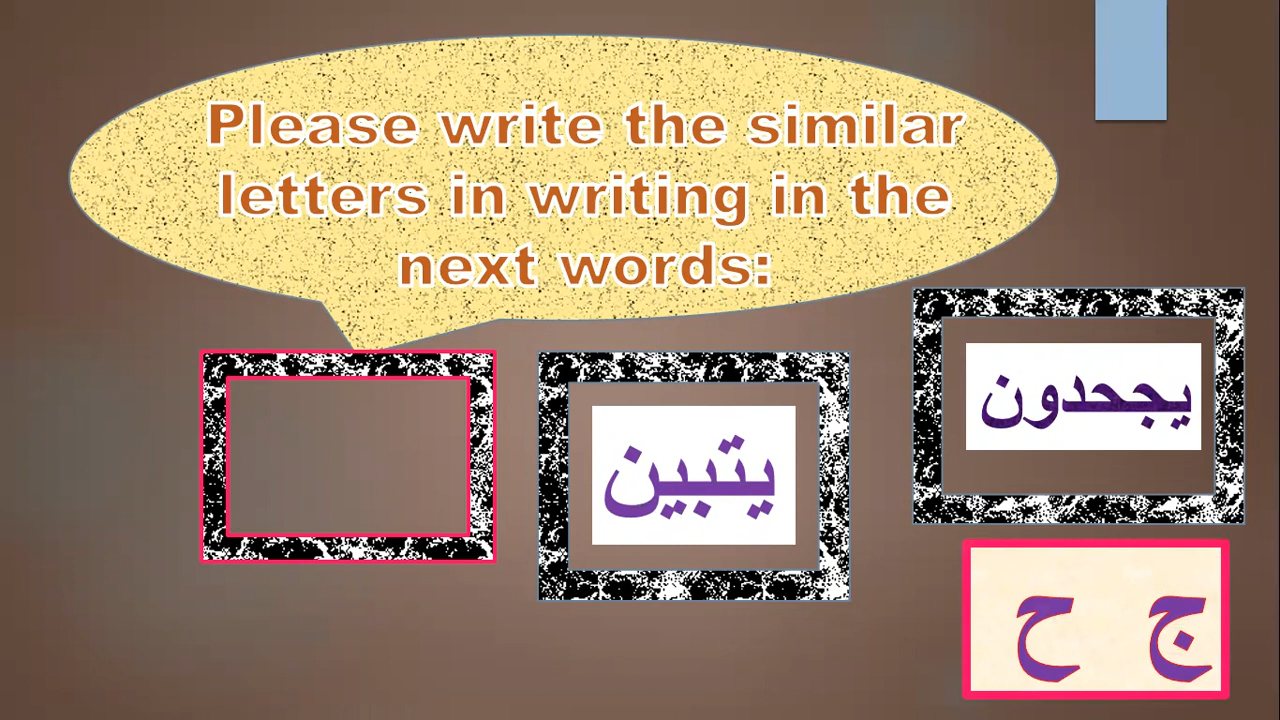 Please write the similar
letters in writing in the
next words:
يجحدون
يتبين
ج ح